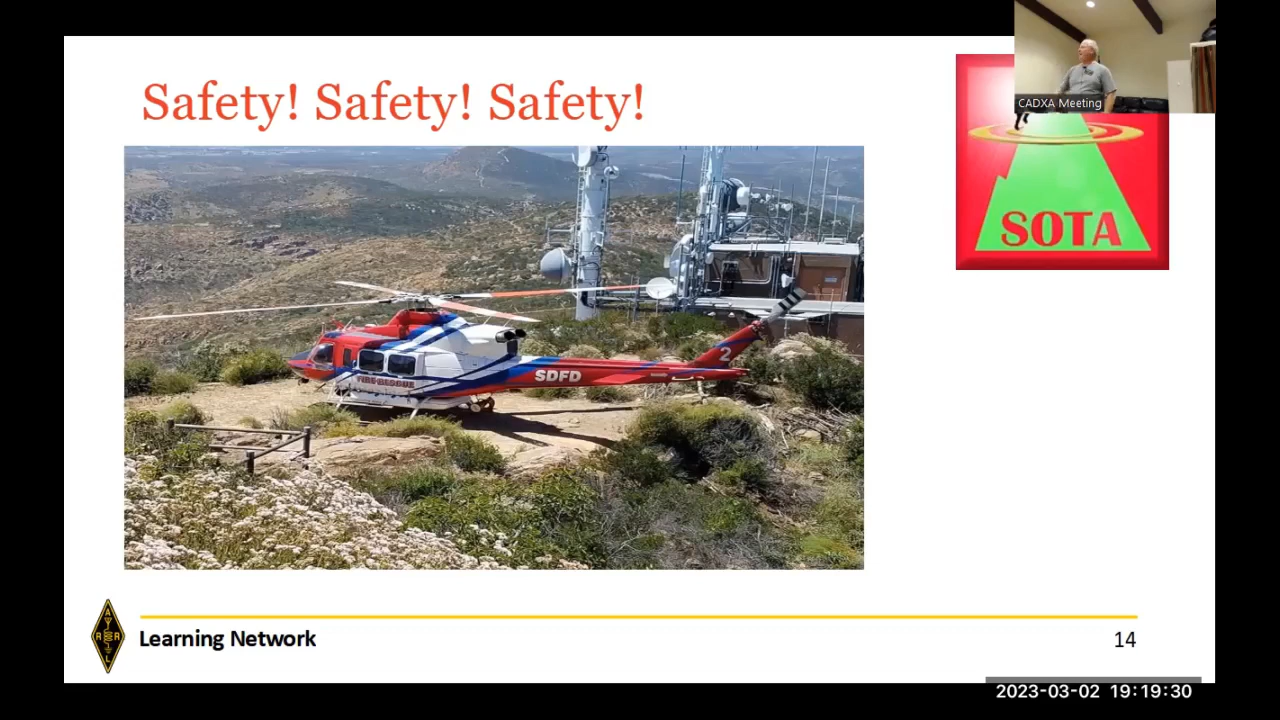 Safety! Safety! Safety!
CADXA Meeting
SOTA
2
SDFD
FIRE-RESCUE
A
R R
L
Learning Network
14
2023-03-02 19:19:30